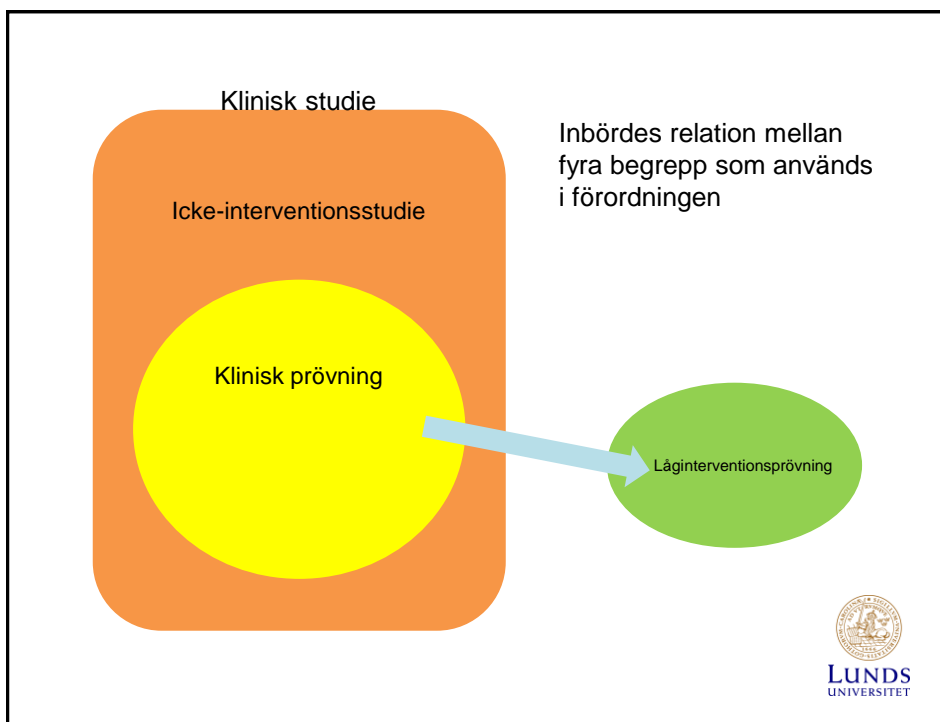 Klinisk studie
Inbördes relation mellan
fyra begrepp som används
i förordningen
Icke-interventionsstudie
Klinisk prövning
Låginterventionsprövning
LUNDS
UNIVERSITET